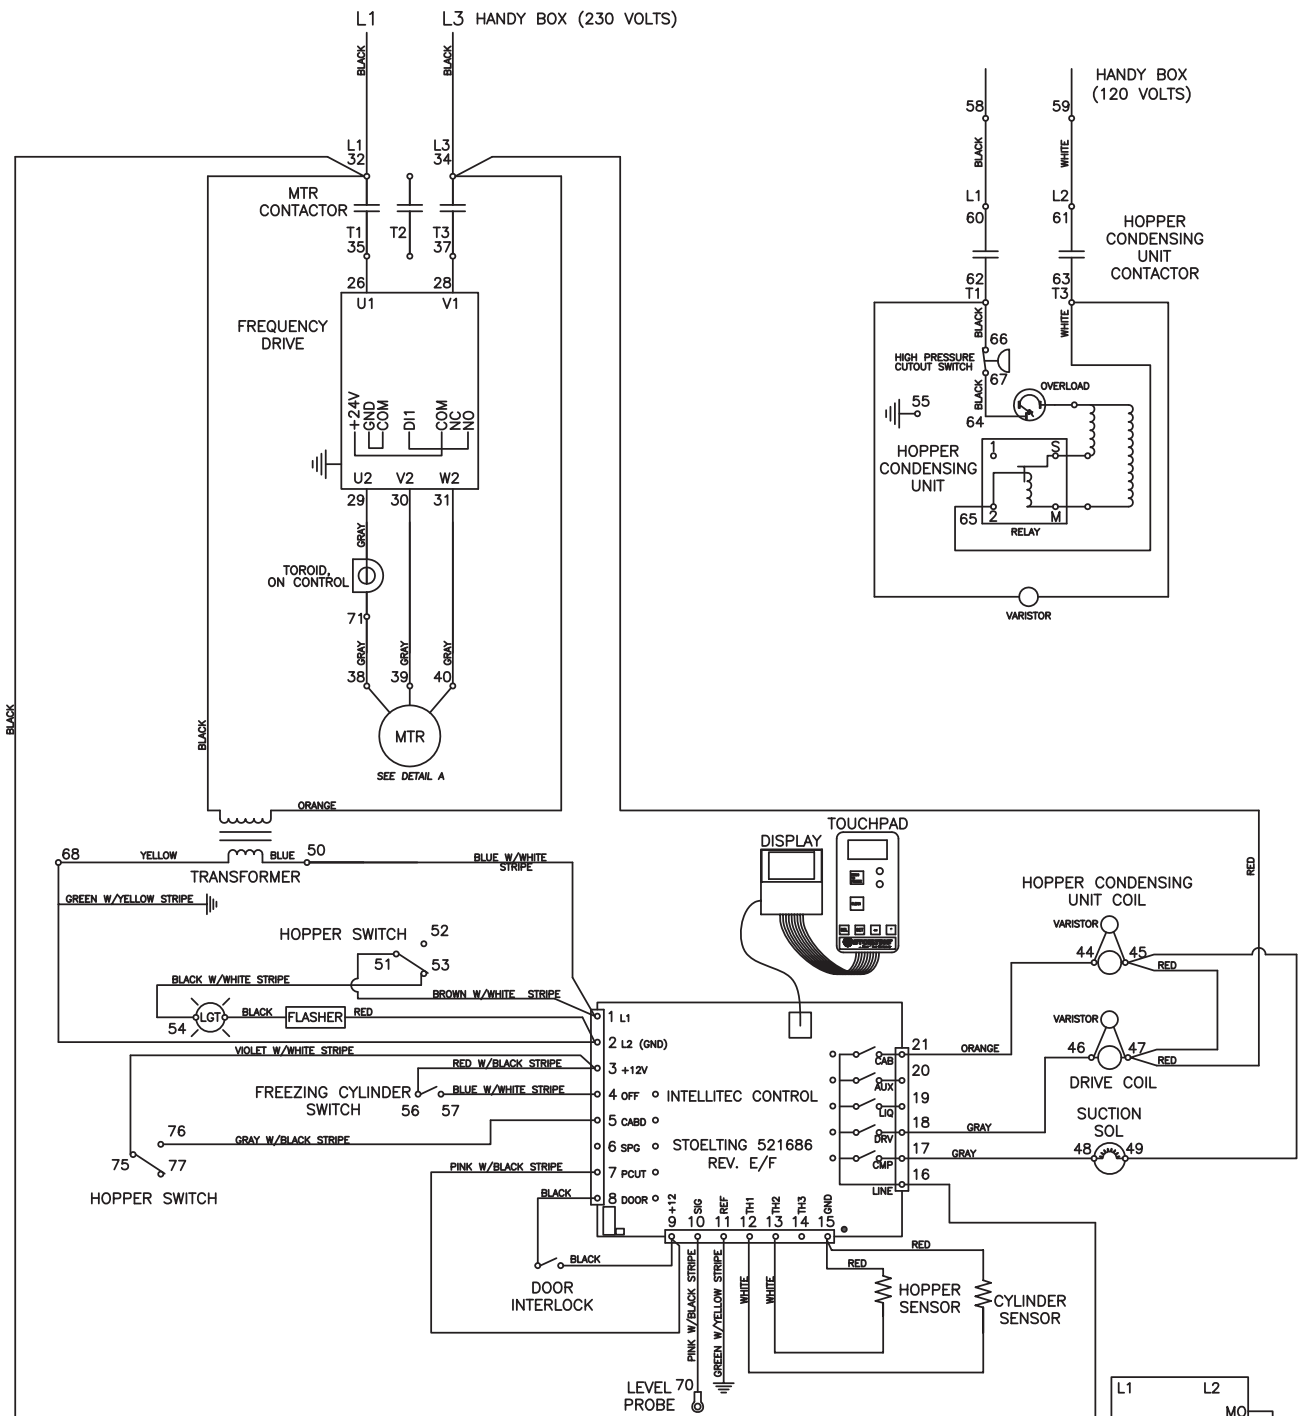 L1
L3 HANDY BOX (230 VOLTS)
BLACK
BLACK
HANDY BOX
(120 VOLTS)
58
59
BLACK
WHITE
L1
32
L3
34
MTR
CONTACTOR
T1
35
T2
T3
37
L1
60
L2
61
HOPPER
CONDENSING
UNIT
CONTACTOR
62
T1
63
T3
26
28
U1
V1
FREQUENCY
DRIVE
+24V
GND
COM
DI1
COM
NC
NO
U2
V2
W2
29
30
31
BLACK
WHITE
66
HIGH PRESSURE
CUTOUT SWITCH
67
BLACK
OVERLOAD
55
64
HOPPER
CONDENSING
UNIT
1
S
65
2
M
RELAY
VARISTOR
GRAY
TOROID,
ON CONTROL
71
GRAY
GRAY
GRAY
38
39
40
MTR
SEE DETAIL A
BLACK
BLACK
ORANGE
68
YELLOW
BLUE
50
BLUE W/WHITE
STRIPE
TRANSFORMER
GREEN W/YELLOW STRIPE
DISPLAY
TOUCHPAD
RED
HOPPER CONDENSING
UNIT COIL
VARISTOR
44
45
RED
HOPPER SWITCH
52
51
53
BLACK W/WHITE STRIPE
BROWN W/WHITE STRIPE
54
LGT
BLACK
FLASHER
RED
VIOLET W/WHITE STRIPE
RED W/BLACK STRIPE
FREEZING CYLINDER
SWITCH
56
57
BLUE W/WHITE STRIPE
76
GRAY W/BLACK STRIPE
75
77
HOPPER SWITCH
PINK W/BLACK STRIPE
BLACK
1 L1
2 L2 (GND)
3 +12V
4 OFF
5 CABD
6 SPG
7 PCUT
8 DOOR
INTELLITEC CONTROL
STOELTING 521686
REV. E/F
CAB
21
ORANGE
AUX
20
LIQ
19
DRV
18
GRAY
CMP
17
GRAY
LINE
16
VARISTOR
46
47
RED
DRIVE COIL
SUCTION
SOL
48
49
+12
SIG
REF
TH1
TH2
TH3
GND
9
10
11
12
13
14
15
BLACK
DOOR
INTERLOCK
PINK W/BLACK STRIPE
GREEN W/YELLOW STRIPE
WHITE
WHITE
RED
RED
HOPPER
SENSOR
CYLINDER
SENSOR
LEVEL
PROBE
70
L1
L2
MO